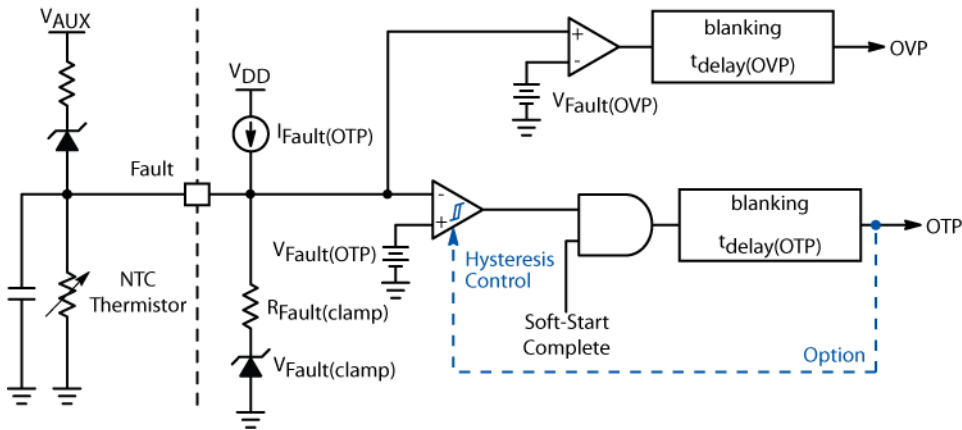 VAUX
VDD
IFault(OTP)
Fault
NTC
Thermistor
RFault(clamp)
VFault(clamp)
+
-
VFault(OVP)
blanking
tdelay(OVP)
OVP
-
+
VFault(OTP)
Hysteresis
Control
Soft-Start
Complete
blanking
tdelay(OTP)
OTP
Option